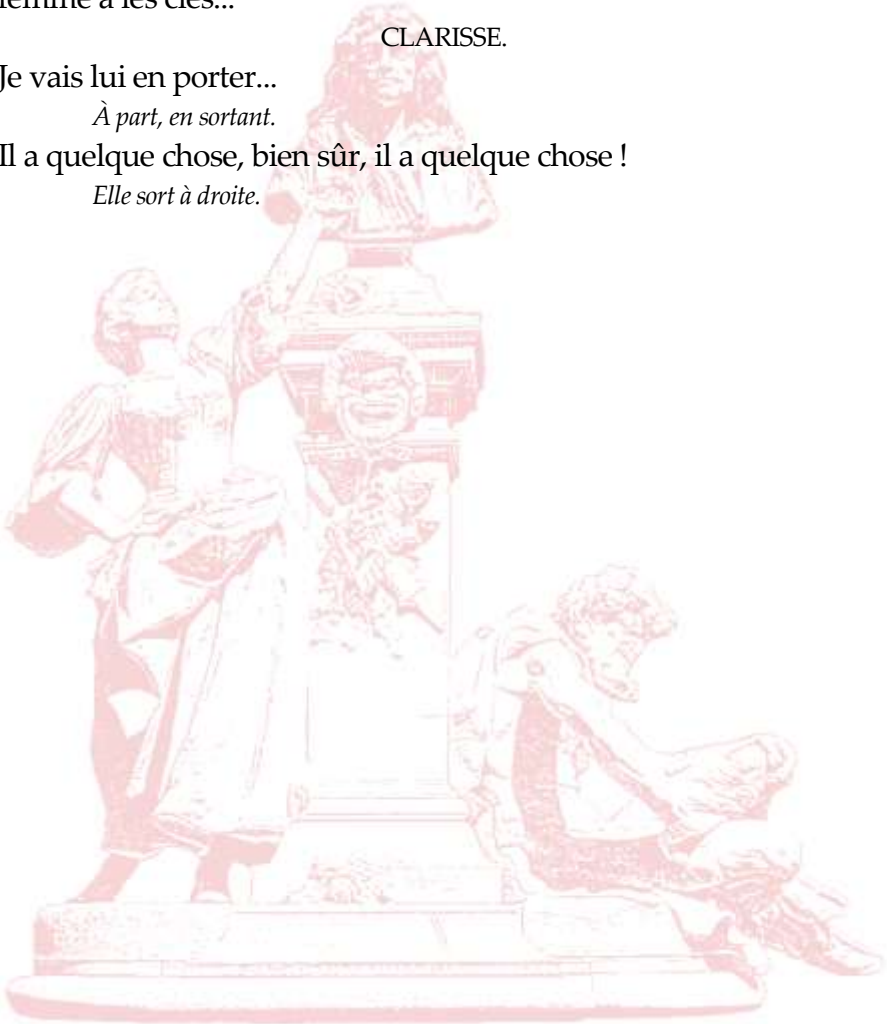 femme a les clés...
CLARISSE.
Je vais lui en porter...
À part, en sortant.
Il a quelque chose, bien sûr, il a quelque chose !
Elle sort à droite.